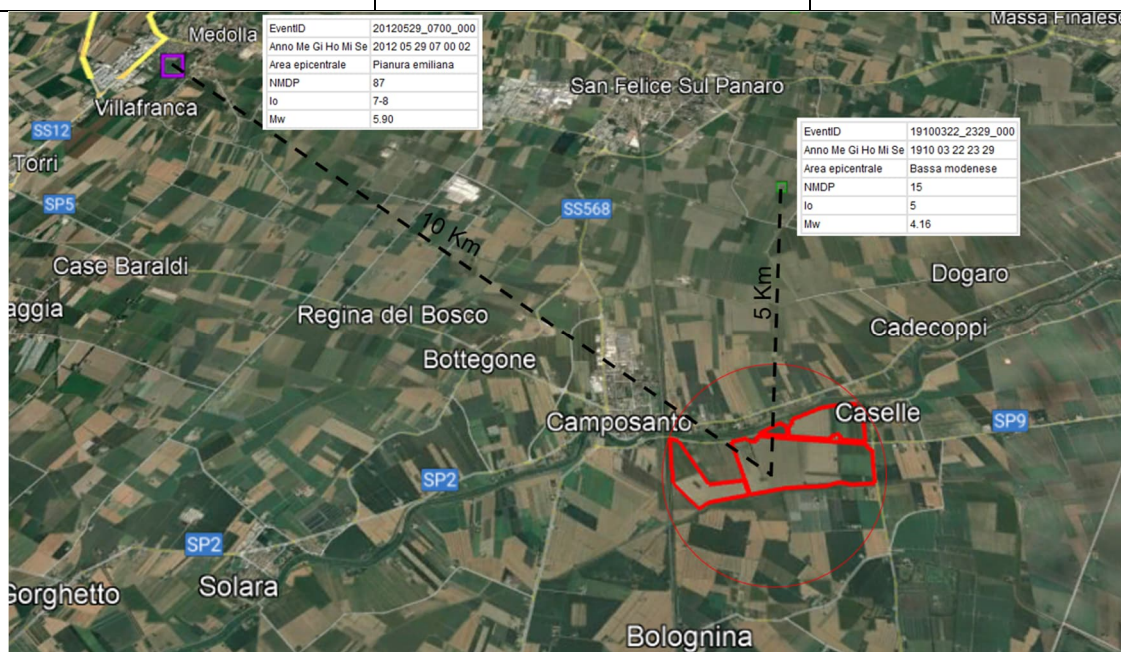 Massa Finalese
Medolla
EventID 20120529_0700_000
Anno Me Gi Ho Mi Se 2012 05 29 07 00 02
Area epicentrale Pianura emiliana
NMDP 87
Io 7-8
Mw 5.90
San Felice Sul Panaro
Villafranca
SS12
EventID 19100322_2329_000
Anno Me Gi Ho Mi Se 1910 03 22 23 29
Area epicentrale Bassa modenese
NMDP 15
Io 5
Mw 4.16
Torri
SP5
SS568
10 Km
Case Baraldi
Dogaro
5 Km
aggia
Regina del Bosco
Cadecoppi
Bottegone
Caselle
Camposanto
SP9
SP2
SP2
Solara
Gorghetto
Bolognina